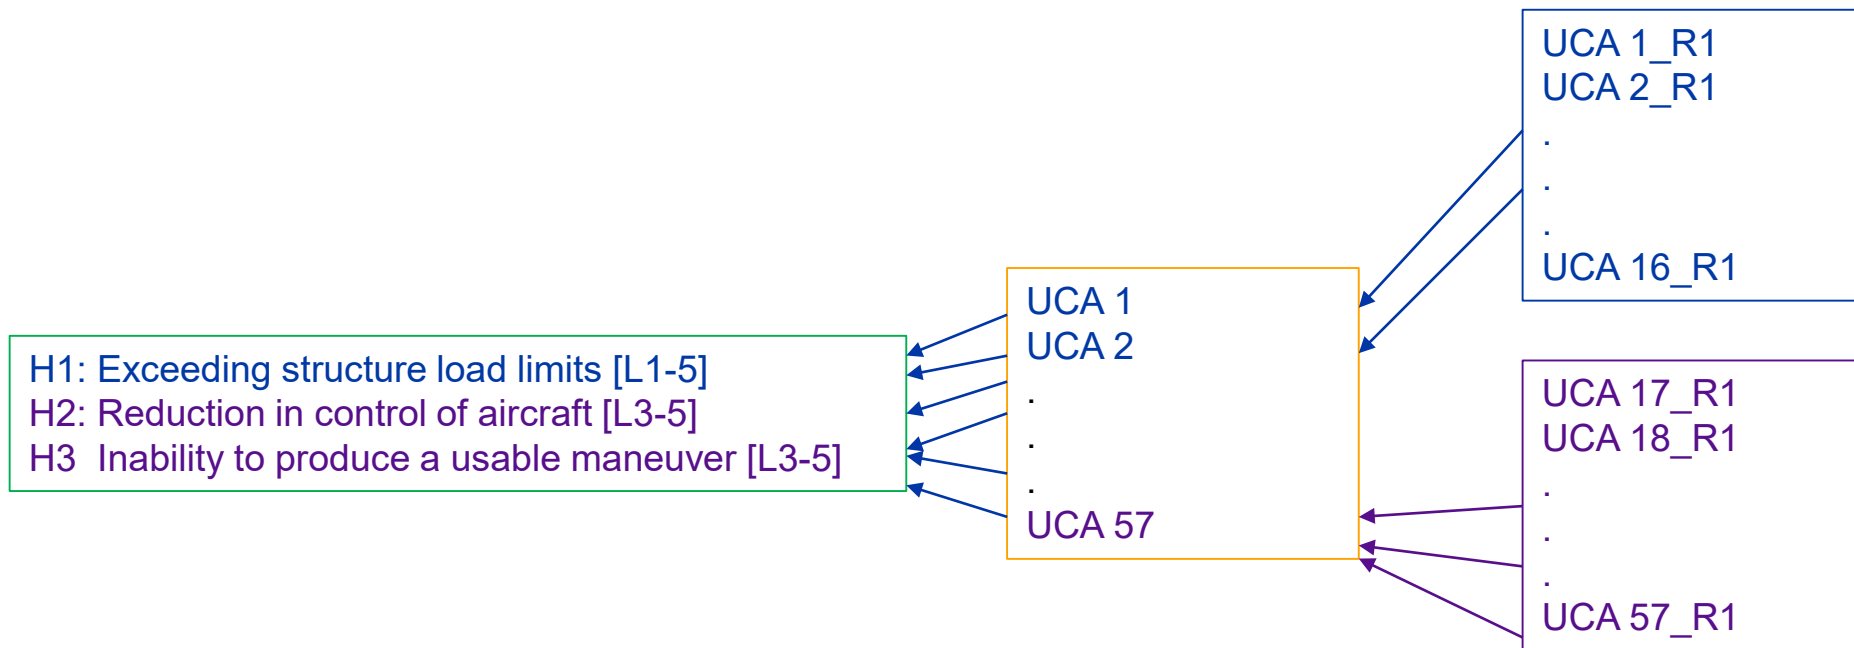 H1: Exceeding structure load limits [L1-5]
H2: Reduction in control of aircraft [L3-5]
H3  Inability to produce a usable maneuver [L3-5]
UCA 1
UCA 2
.
.
.
UCA 57
UCA 1_R1
UCA 2_R1
.
.
.
UCA 16_R1
UCA 17_R1
UCA 18_R1
.
.
.
UCA 57_R1